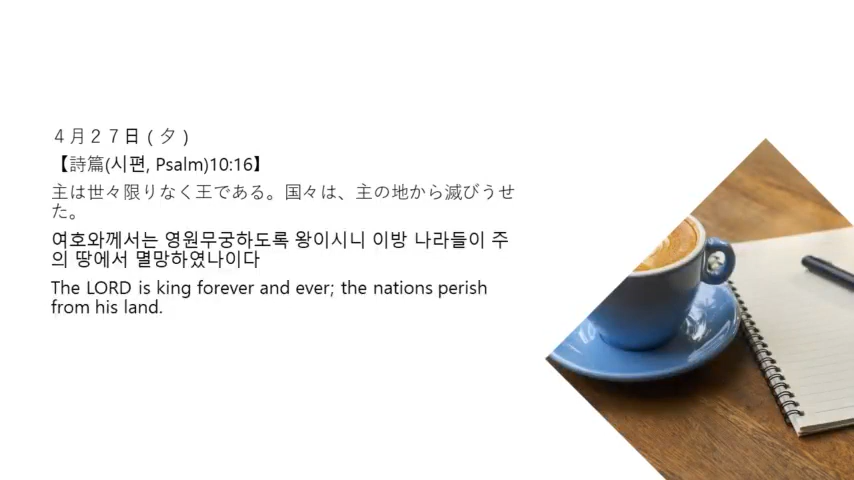 ４月２７日（夕）
【詩篇(시편, Psalm)10:16】
主は世々限りなく王である。国々は、主の地から滅びうせ
た。
여호와께서는 영원무궁하도록 왕이시니 이방 나라들이 주
의 땅에서 멸망하였나이다
The LORD is king forever and ever; the nations perish
from his land.